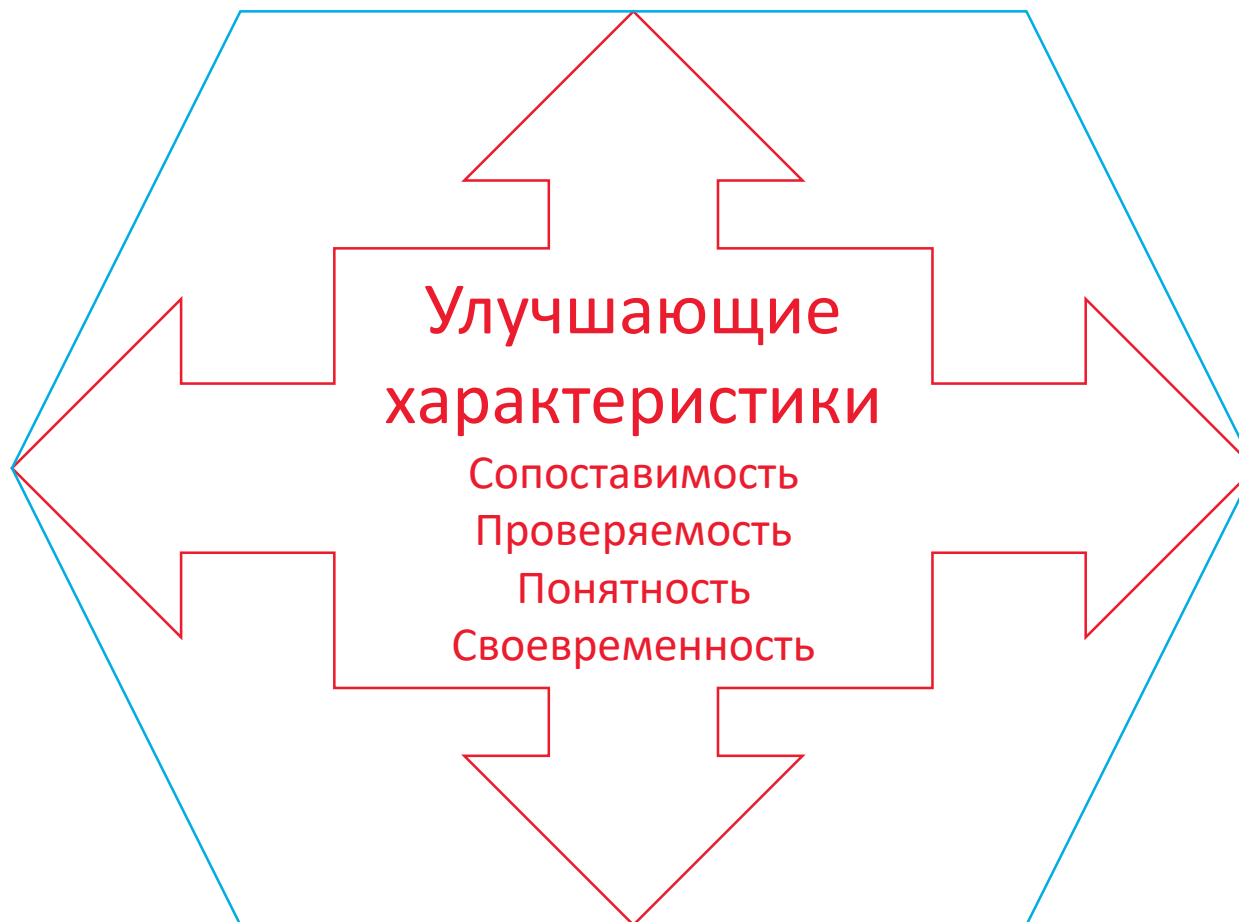 Улучшающие
характеристики
Сопоставимость
Проверяемость
Понятность
Своевременность